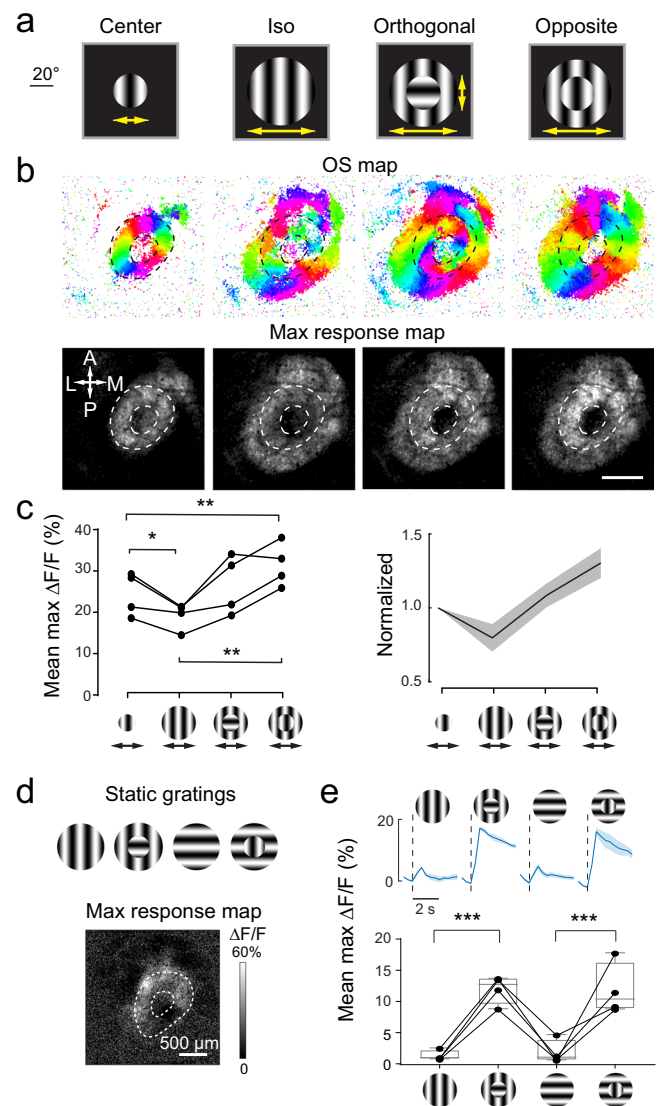 a
Center Iso Orthogonal Opposite
20°
b
OS map
Max response map
A
L M
P
c
Mean max ΔF/F (%)
40
30
20
10
0
**
*
**
Normalized
1.5
1.0
0.5
d
Static gratings
Max response map
ΔF/F
60%
0
500 µm
e
(%)
20
0
2 s
Mean max ΔF/F (%)
*** ***
20
15
10
5
0